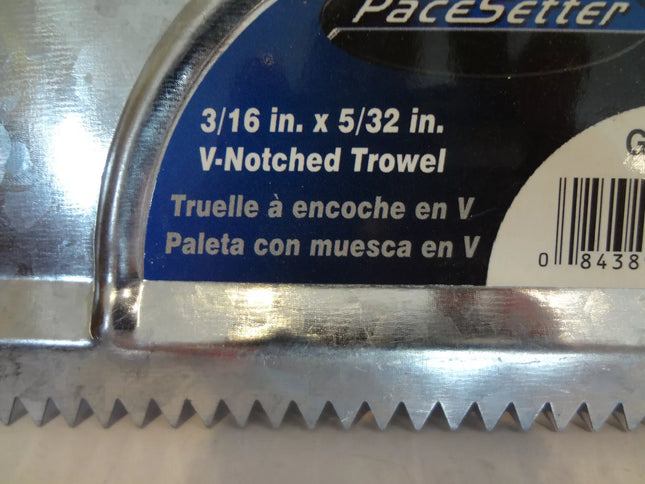 PaceSetter
3/16 in. x 5/32 in.
V-Notched Trowel
Truelle à encoche en V
Paleta con muesca en V
G
0 8438